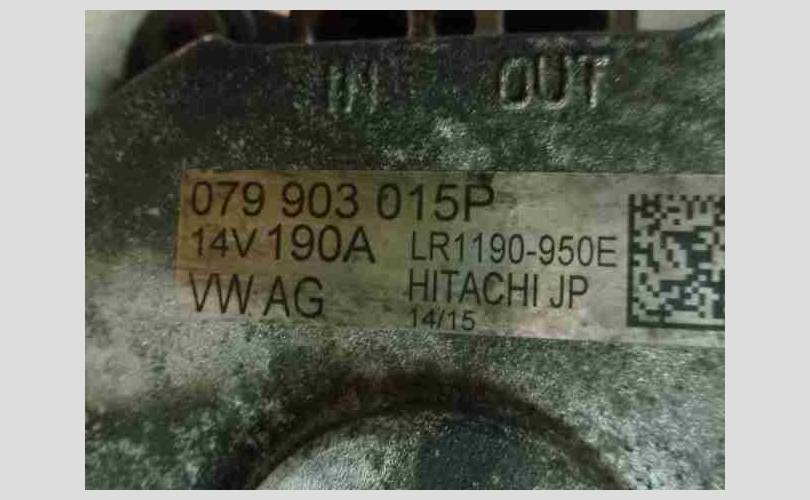 IN OUT
079 903 015P
14V 190A LR1190-950E
VW AG HITACHI JP
14/15